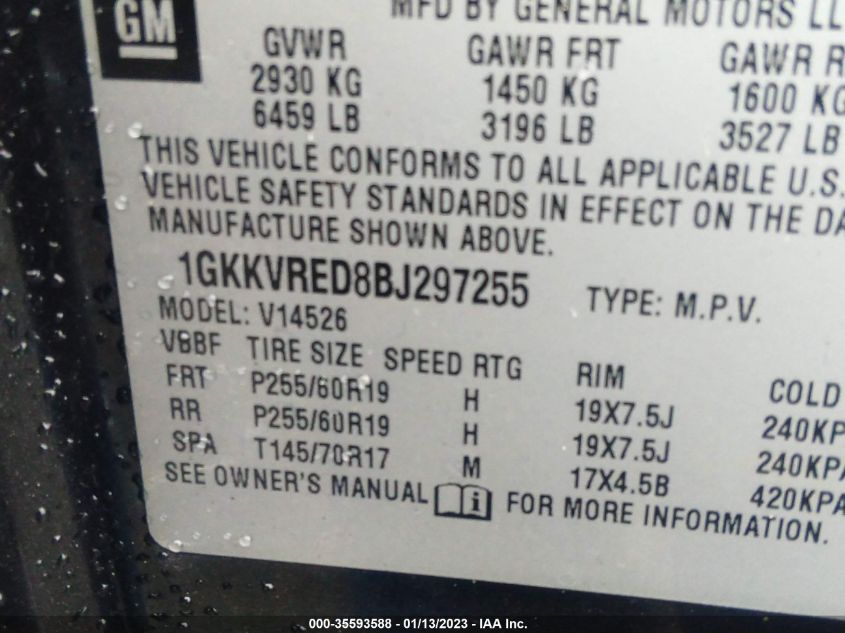 MFD BY GENERAL MOTORS LL
GM
GVWR GAWR FRT GAWR R
2930 KG 1450 KG 1600 KG
6459 LB 3196 LB 3527 LB
THIS VEHICLE CONFORMS TO ALL APPLICABLE U.S.
VEHICLE SAFETY STANDARDS IN EFFECT ON THE DA
MANUFACTURE SHOWN ABOVE.
1GKKVRED8BJ297255 TYPE: M.P.V.
MODEL: V14526
VBBF TIRE SIZE SPEED RTG RIM COLD
FRT P255/60R19 H 19X7.5J 240KP
RR P255/60R19 H 19X7.5J 240KPA
SPA T145/70R17 M 17X4.5B 420KPA
SEE OWNER'S MANUAL i FOR MORE INFORMATION.
000-35593588 - 01/13/2023 - IAA Inc.